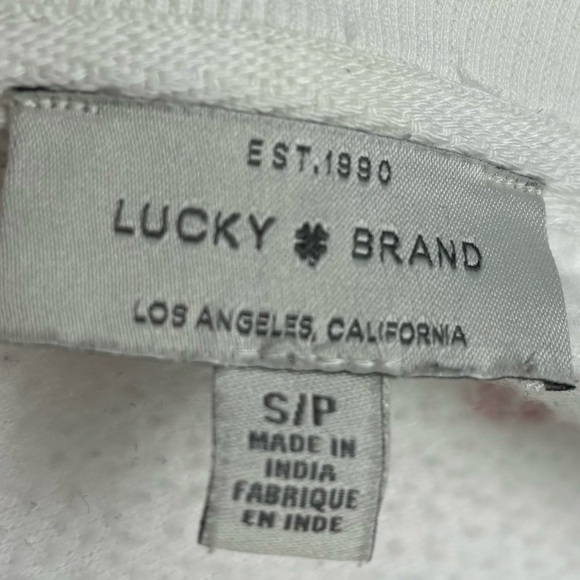 EST.1990
LUCKY BRAND
LOS ANGELES, CALIFORNIA
S/P
MADE IN
INDIA
FABRIQUE
EN INDE